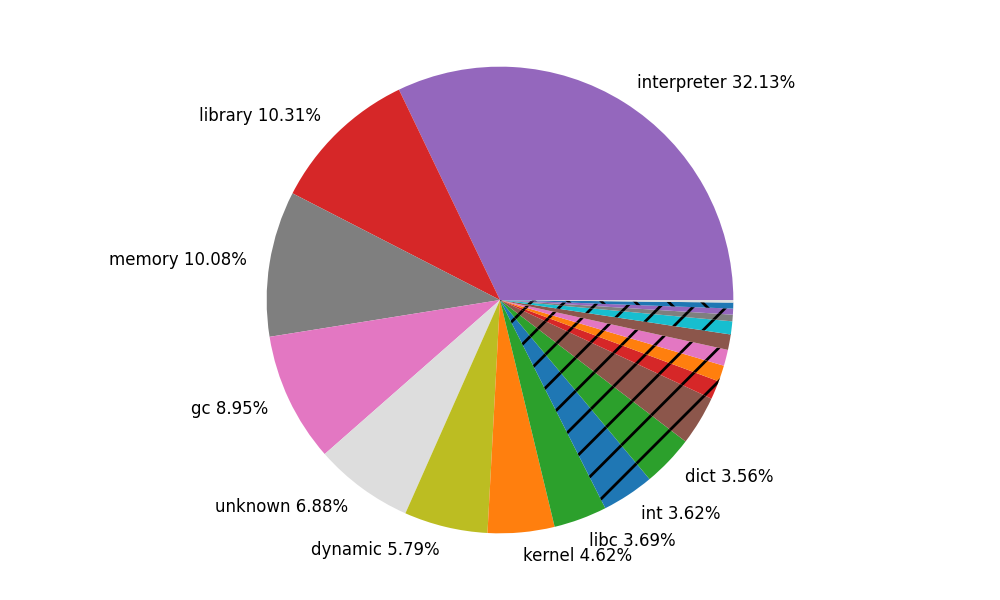 interpreter 32.13%
library 10.31%
memory 10.08%
gc 8.95%
unknown 6.88%
dynamic 5.79%
kernel 4.62%
libc 3.69%
int 3.62%
dict 3.56%